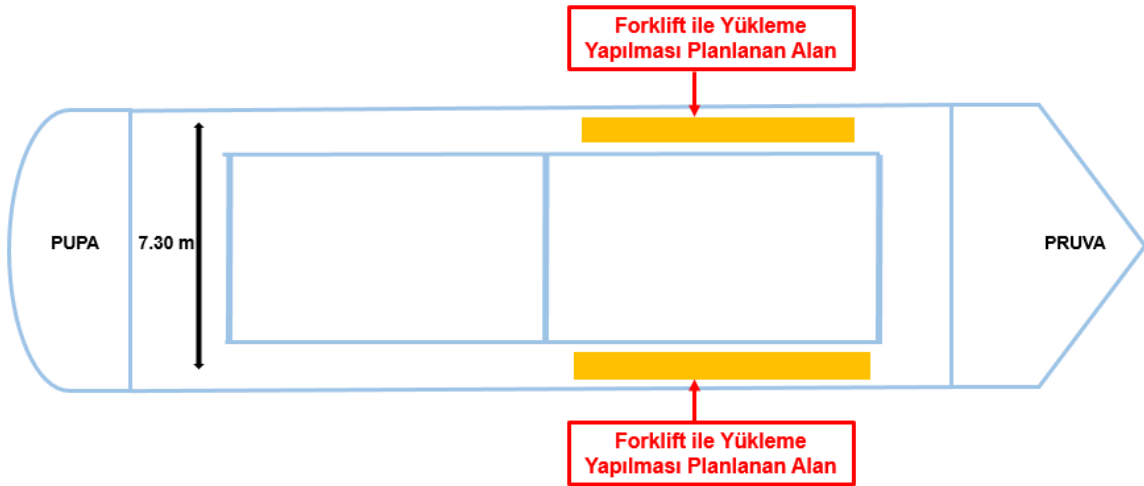 Forklift ile Yükleme
Yapılması Planlanan Alan
PUPA
7.30 m
PRUVA
Forklift ile Yükleme
Yapılması Planlanan Alan